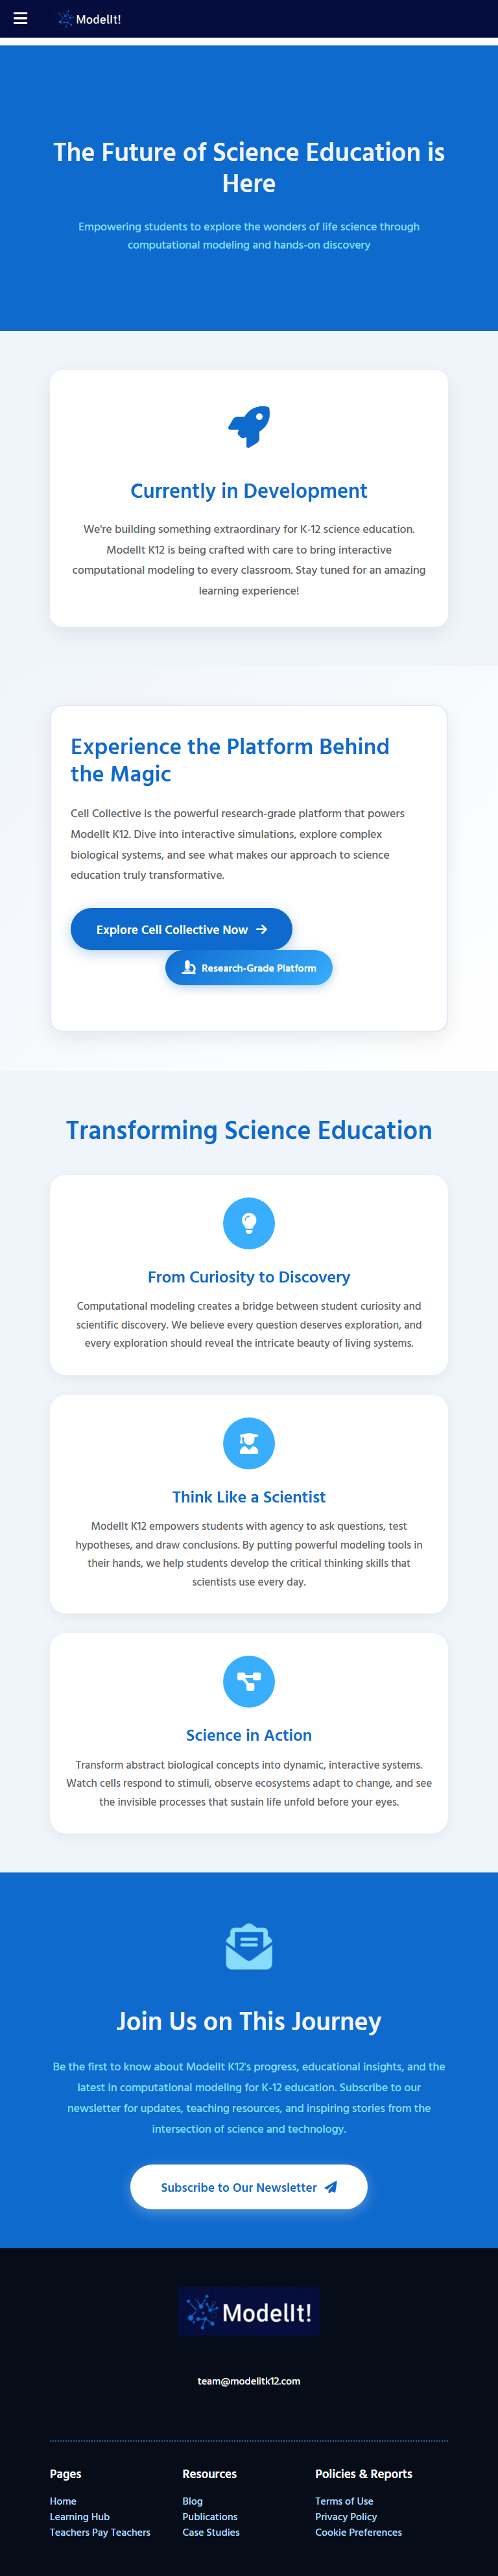 ModelIt!
The Future of Science Education is
Here
Empowering students to explore the wonders of life science through
computational modeling and hands-on discovery
Currently in Development
We're building something extraordinary for K-12 science education.
ModelIt K12 is being crafted with care to bring interactive
computational modeling to every classroom. Stay tuned for an amazing
learning experience!
Experience the Platform Behind
the Magic
Cell Collective is the powerful research-grade platform that powers
ModelIt K12. Dive into interactive simulations, explore complex
biological systems, and see what makes our approach to science
education truly transformative.
Explore Cell Collective Now
Research-Grade Platform
Transforming Science Education
From Curiosity to Discovery
Computational modeling creates a bridge between student curiosity and
scientific discovery. We believe every question deserves exploration, and
every exploration should reveal the intricate beauty of living systems.
Think Like a Scientist
ModelIt K12 empowers students with agency to ask questions, test
hypotheses, and draw conclusions. By putting powerful modeling tools in
their hands, we help students develop the critical thinking skills that
scientists use every day.
Science in Action
Transform abstract biological concepts into dynamic, interactive systems.
Watch cells respond to stimuli, observe ecosystems adapt to change, and see
the invisible processes that sustain life unfold before your eyes.
Join Us on This Journey
Be the first to know about ModelIt K12's progress, educational insights, and the
latest in computational modeling for K-12 education. Subscribe to our
newsletter for updates, teaching resources, and inspiring stories from the
intersection of science and technology.
Subscribe to Our Newsletter
ModelIt!
team@modelitk12.com
Pages
Home
Learning Hub
Teachers Pay Teachers
Resources
Blog
Publications
Case Studies
Policies & Reports
Terms of Use
Privacy Policy
Cookie Preferences